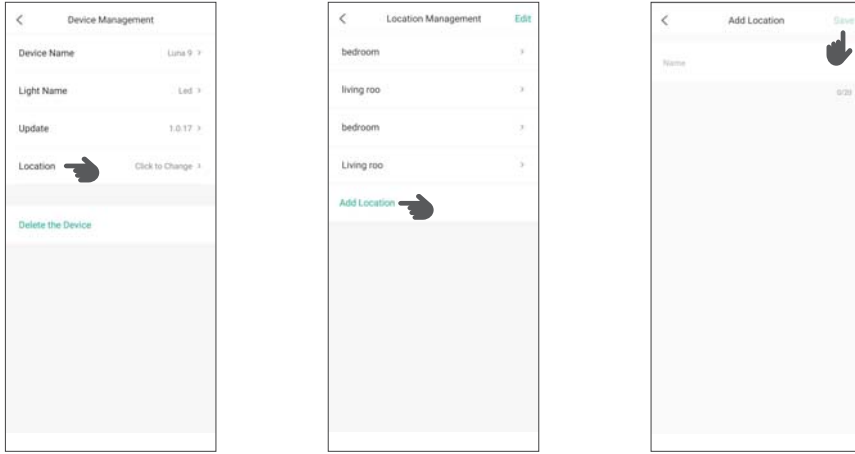 Device Management
Device Name Luna 9 >
Light Name Led >
Update 1.0.17 >
Location Click to Change >
Delete the Device
Location Management Edit
bedroom >
living roo >
bedroom >
Living roo >
Add Location
Add Location Save
Name
0/20